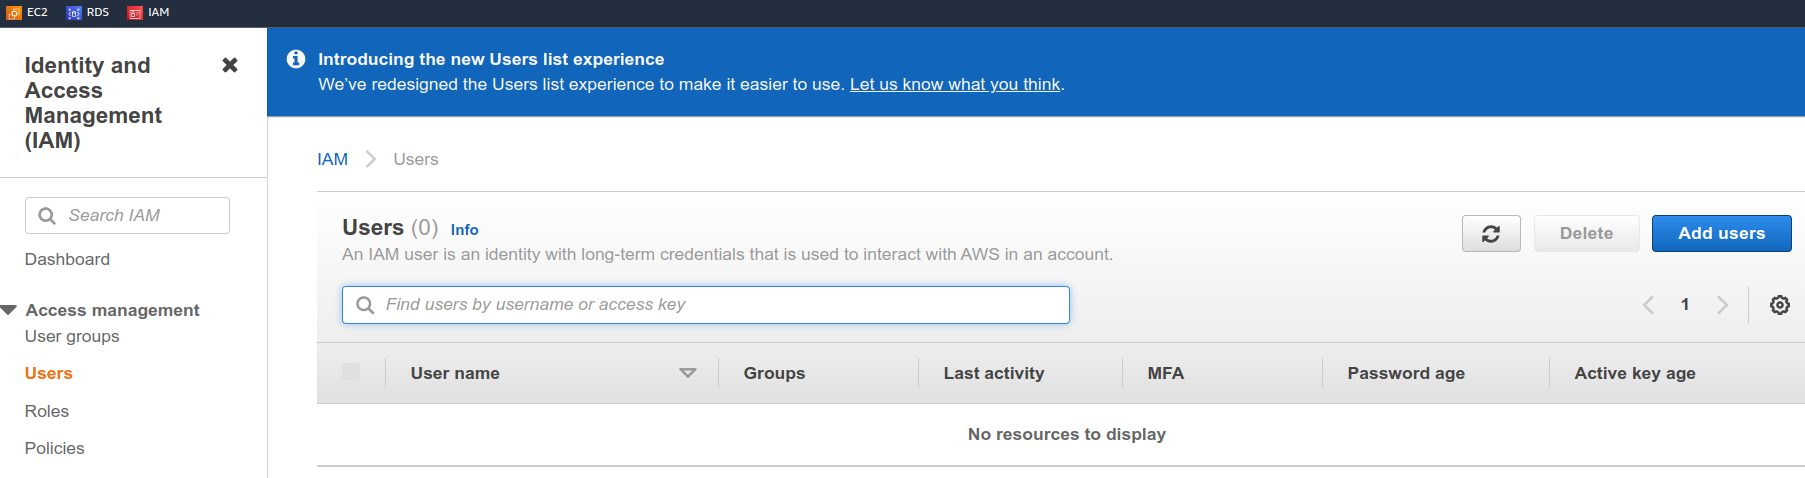 EC2 RDS IAM
Identity and
Access
Management
(IAM)
Search IAM
Dashboard
Access management
User groups
Users
Roles
Policies
Introducing the new Users list experience
We've redesigned the Users list experience to make it easier to use. Let us know what you think.
IAM Users
Users (0) Info
An IAM user is an identity with long-term credentials that is used to interact with AWS in an account.
Delete Add users
Find users by username or access key
1
User name Groups Last activity MFA Password age Active key age
No resources to display